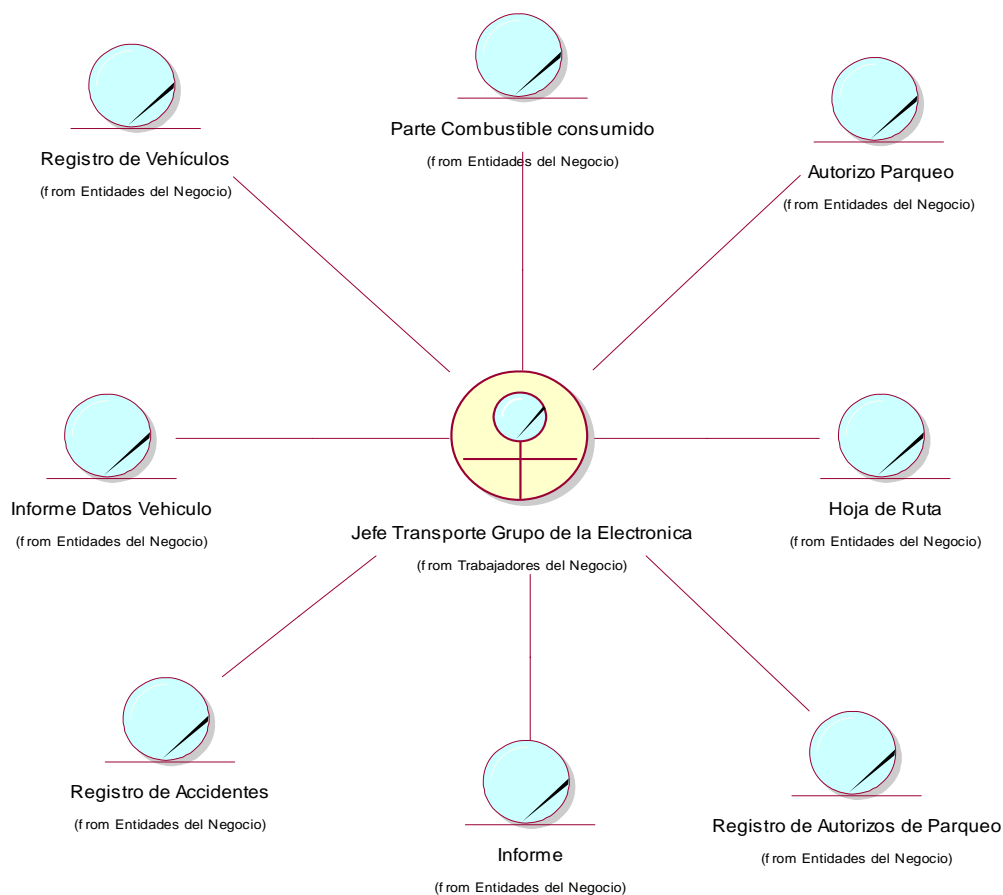 Parte Combustible consumido
(from Entidades del Negocio)
Registro de Vehículos
(from Entidades del Negocio)
Autorizo Parqueo
(from Entidades del Negocio)
Informe Datos Vehiculo
(from Entidades del Negocio)
Jefe Transporte Grupo de la Electronica
(from Trabajadores del Negocio)
Hoja de Ruta
(from Entidades del Negocio)
Registro de Accidentes
(from Entidades del Negocio)
Informe
(from Entidades del Negocio)
Registro de Autorizos de Parqueo
(from Entidades del Negocio)